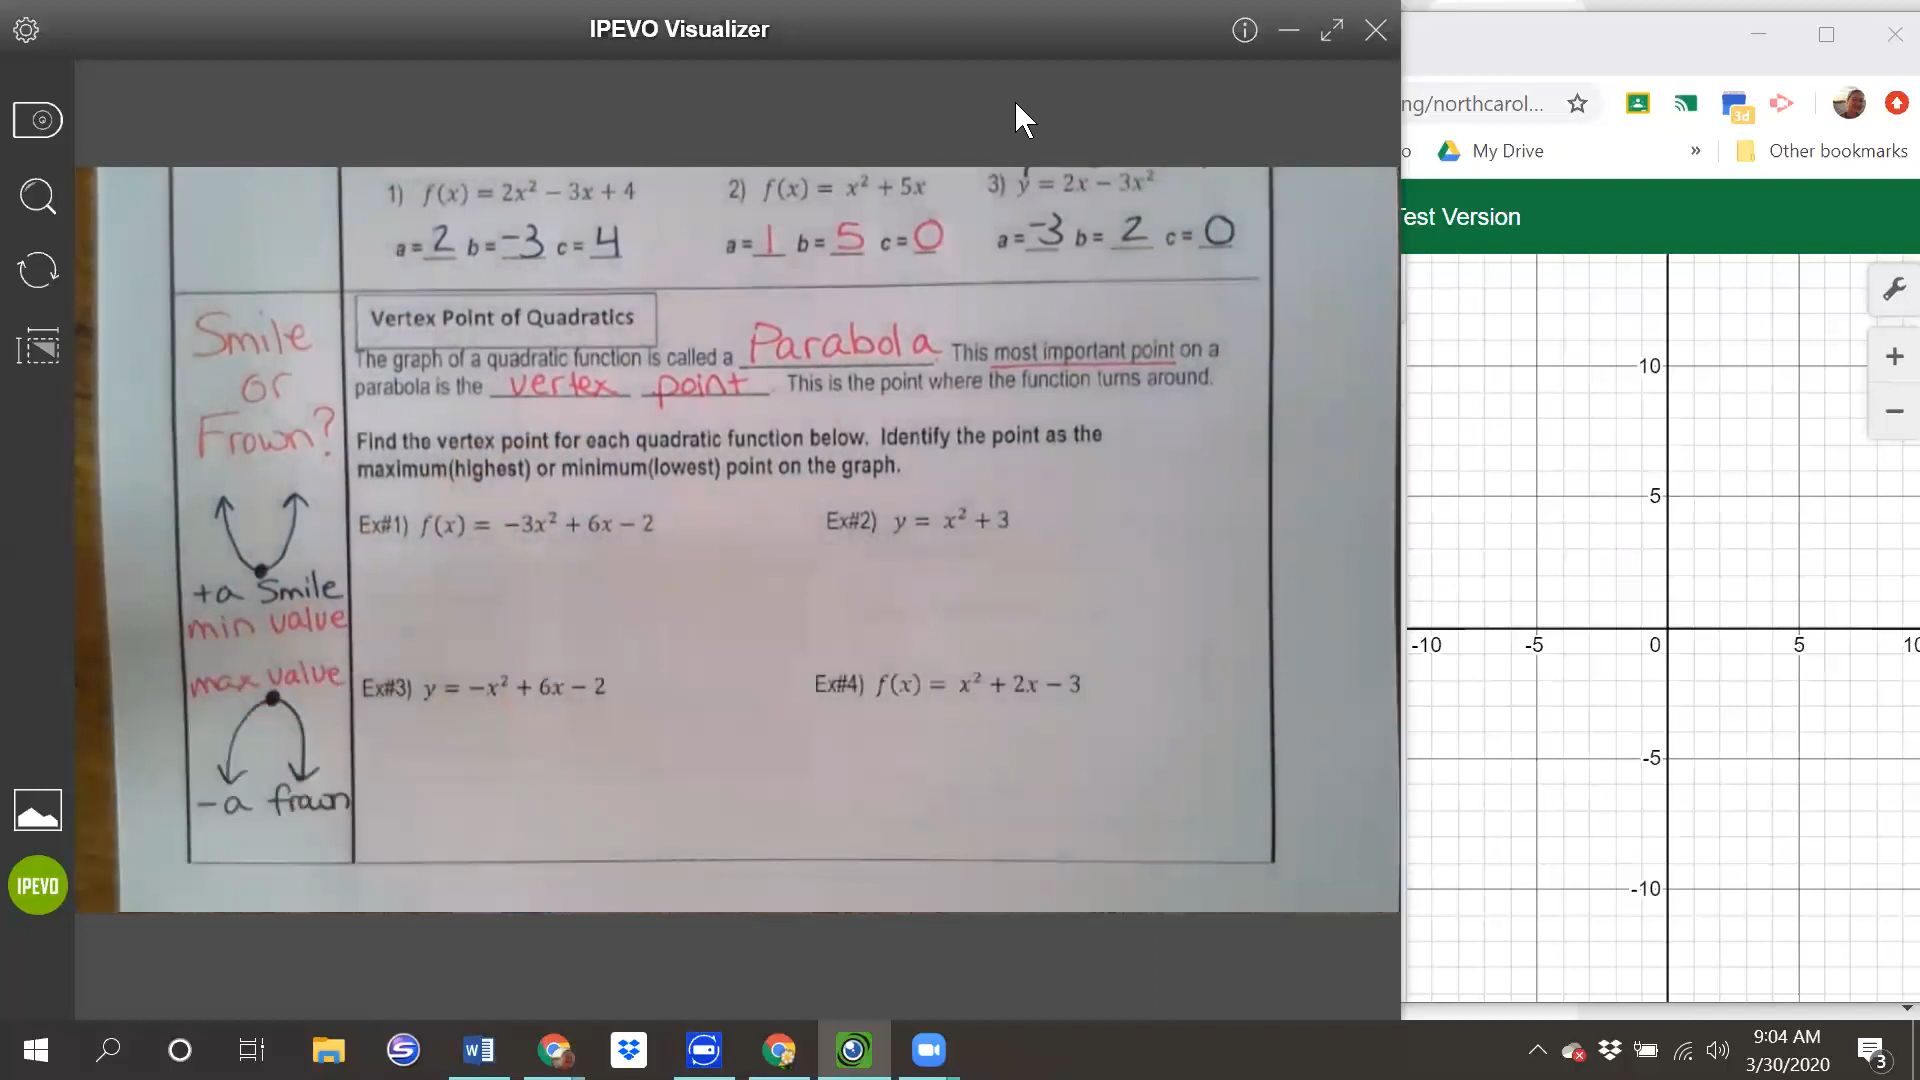 IPEVO Visualizer
1) f(x) = 2x² − 3x + 4 2) f(x) = x² + 5x 3) y = 2x − 3x²
a = 2 b = −3 c = 4 a = 1 b = 5 c = 0 a = −3 b = 2 c = 0
Smile
or
Frown?
+a Smile
min value
max value
−a frown
Vertex Point of Quadratics
The graph of a quadratic function is called a Parabola. This most important point on a
parabola is the vertex point. This is the point where the function turns around.
Find the vertex point for each quadratic function below. Identify the point as the
maximum(highest) or minimum(lowest) point on the graph.
Ex#1) f(x) = −3x² + 6x − 2 Ex#2) y = x² + 3
Ex#3) y = −x² + 6x − 2 Ex#4) f(x) = x² + 2x − 3
IPEVO
ng/northcarol...
3d
o My Drive » Other bookmarks
Test Version
10
5
-10 -5 0 5 10
-5
-10
9:04 AM
3/30/2020
3